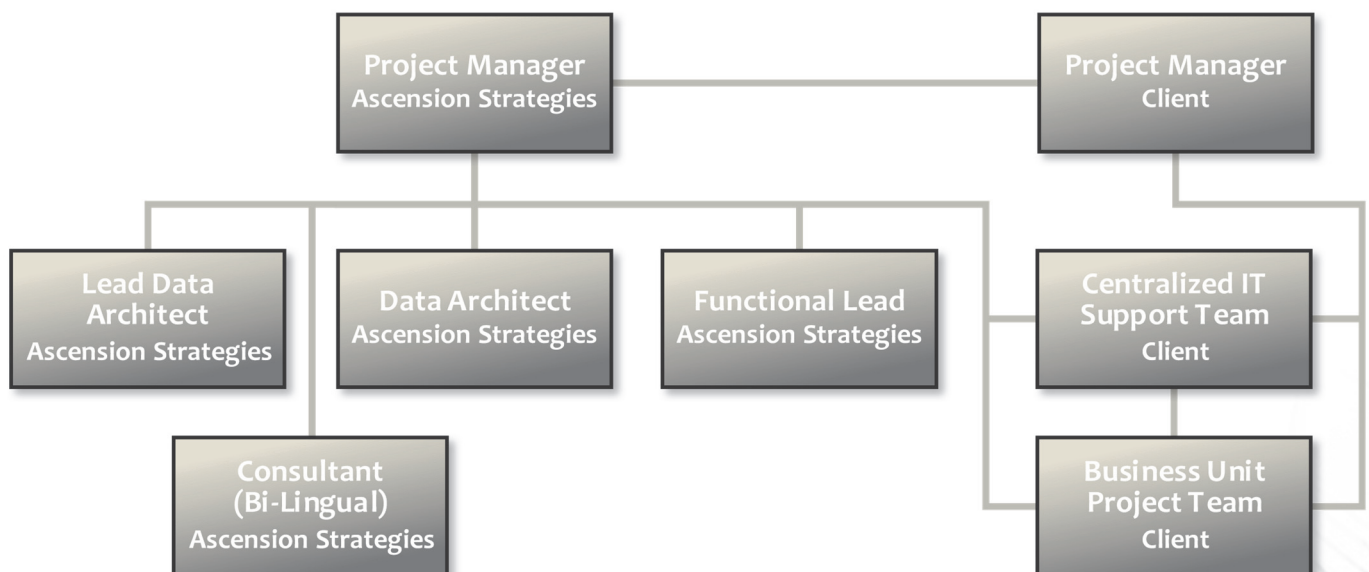 Project Manager
Ascension Strategies
Project Manager
Client
Lead Data
Architect
Ascension Strategies
Data Architect
Ascension Strategies
Functional Lead
Ascension Strategies
Centralized IT
Support Team
Client
Consultant
(Bi-Lingual)
Ascension Strategies
Business Unit
Project Team
Client